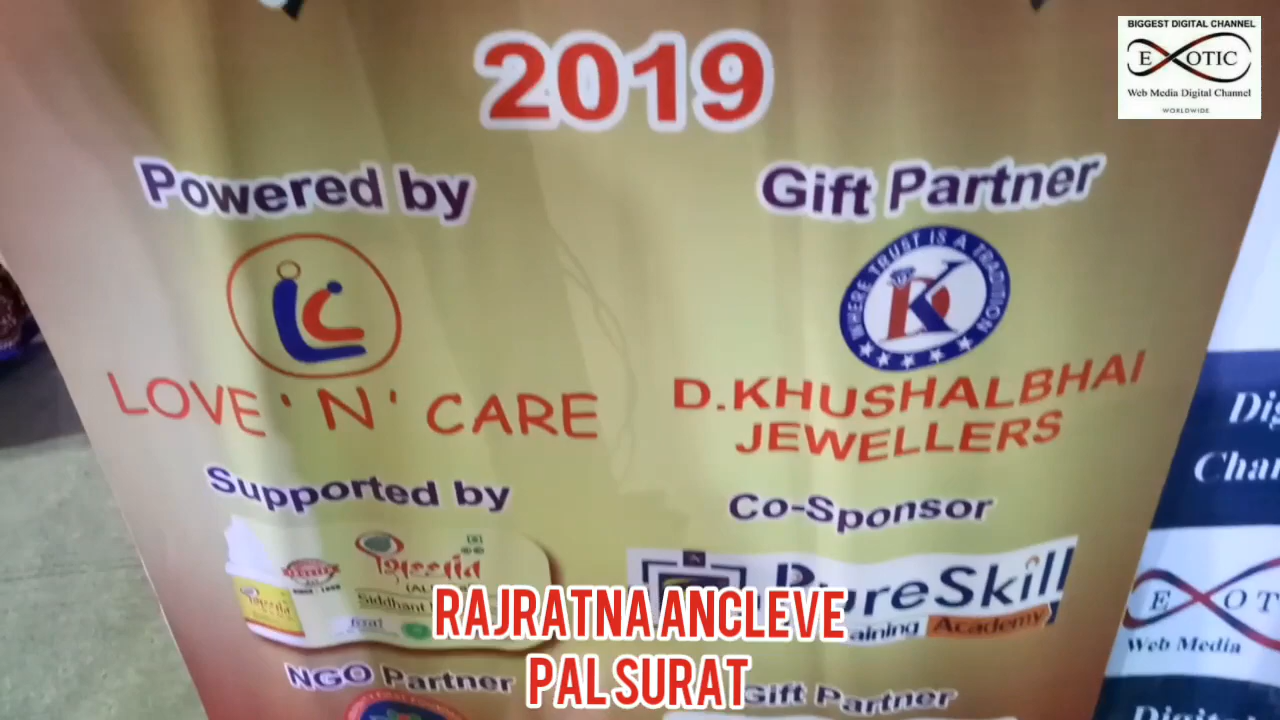 BIGGEST DIGITAL CHANNEL
EXOTIC
Web Media Digital Channel
WORLDWIDE
2019
Powered by
Gift Partner
WHERE TRUST IS A TRADITION
DK
LOVE 'N' CARE
D.KHUSHALBHAI
JEWELLERS
Supported by
Co-Sponsor
Siddhant
PureSkill
Academy
RAJRATNA ANCLEVE
PAL SURAT
NGO Partner
Gift Partner
Web Media